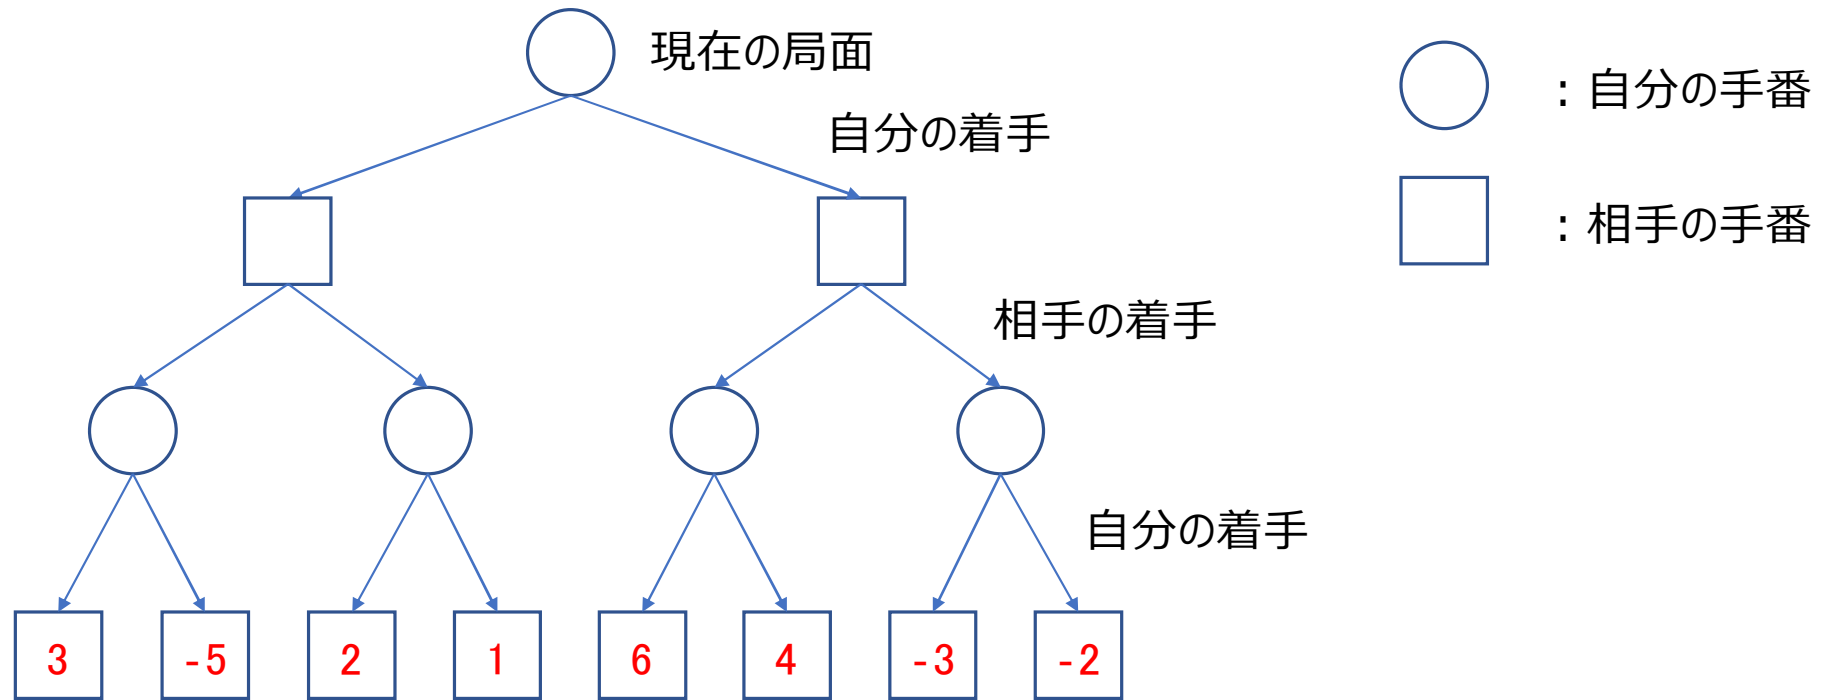 現在の局面
：自分の手番
自分の着手
：相手の手番
相手の着手
自分の着手
3 -5 2 1 6 4 -3 -2